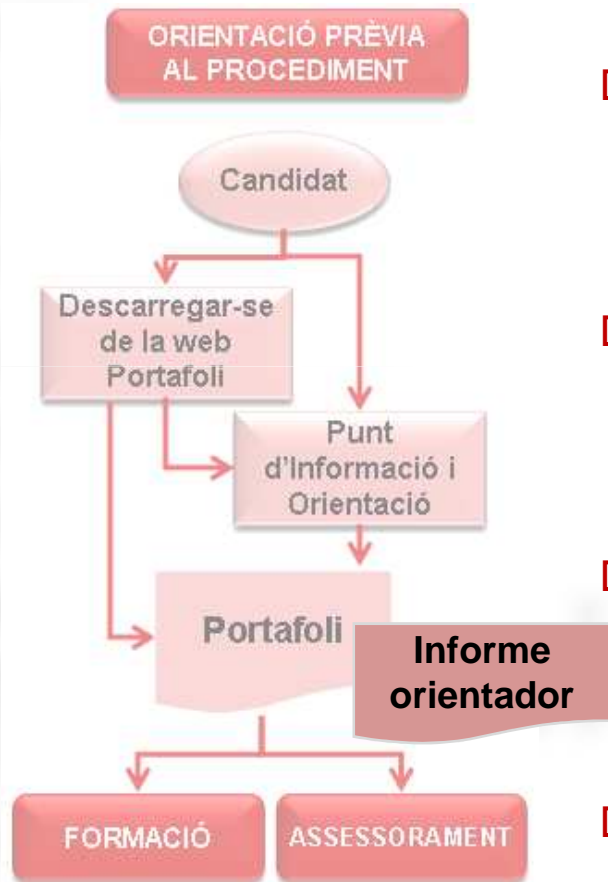 ORIENTACIÓ PRÈVIA
AL PROCEDIMENT
Candidat
Descarregar-se
de la web
Portafoli
Punt
d'Informació i
Orientació
Portafoli
Informe
orientador
FORMACIÓ
ASSESSORAMENT